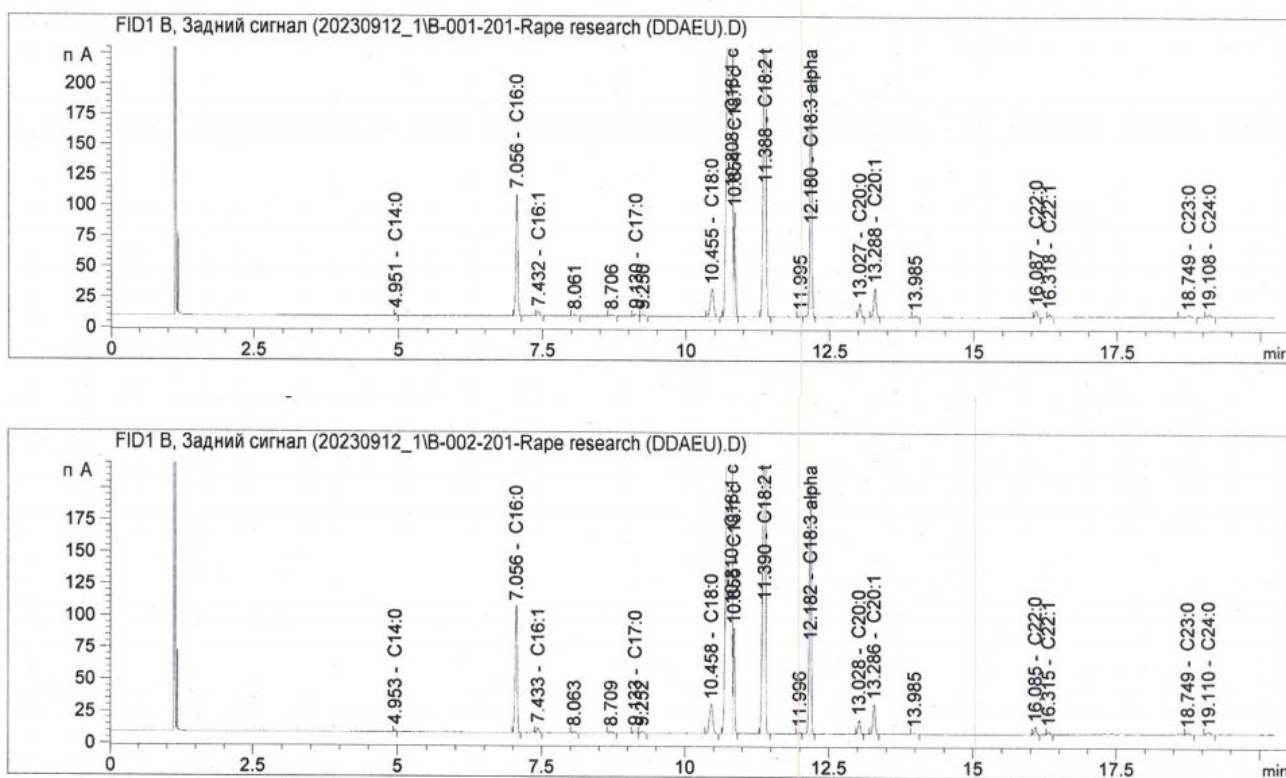 FID1 B, Задний сигнал (20230912_1\B-001-201-Rape research (DDAEU).D)
п A
200
175
150
125
100
75
50
25
0
4.951 - C14:0
7.056 - C16:0
7.432 - C16:1
8.061
8.706
9.130 - C17:0
9.250
10.455 - C18:0
11.388 - C18:2 t
11.995
12.180 - C18:3 alpha
13.027 - C20:0
13.288 - C20:1
13.985
16.087 - C22:0
16.318 - C22:1
18.749 - C23:0
19.108 - C24:0
0 2.5 5 7.5 10 12.5 15 17.5 min
FID1 B, Задний сигнал (20230912_1\B-002-201-Rape research (DDAEU).D)
п A
175
150
125
100
75
50
25
0
4.953 - C14:0
7.056 - C16:0
7.433 - C16:1
8.063
8.709
C17:0
9.252
10.458 - C18:0
11.390 - C18:2 t
11.996
12.182 - C18:3 alpha
13.028 - C20:0
13.286 - C20:1
13.985
16.085 - C22:0
16.315 - C22:1
18.749 - C23:0
19.110 - C24:0
0 2.5 5 7.5 10 12.5 15 17.5 min